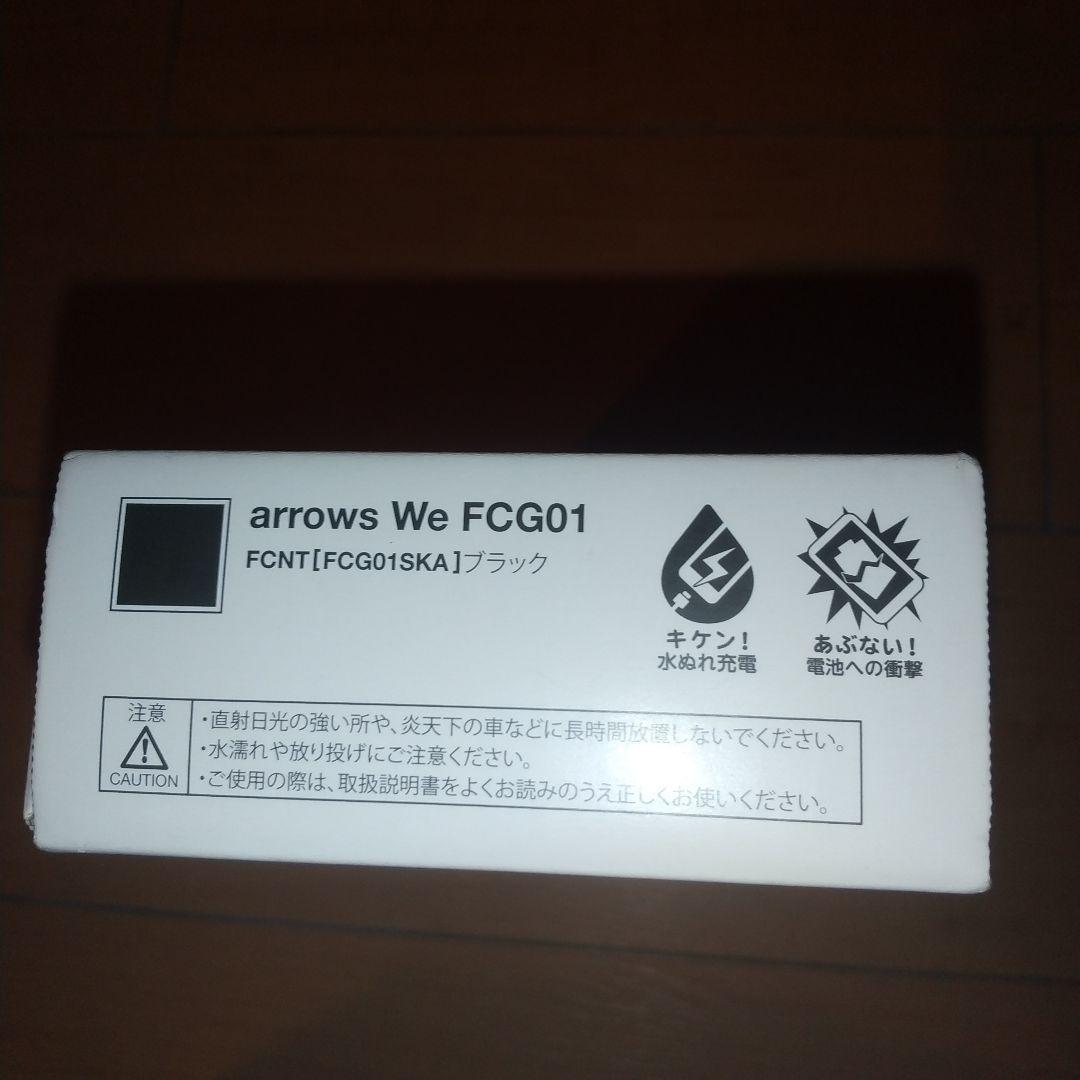 arrows We FCG01
FCNT[FCG01SKA]ブラック
キケン!
水ぬれ充電
あぶない!
電池への衝撃
注意
CAUTION
・直射日光の強い所や、炎天下の車などに長時間放置しないでください。
・水濡れや放り投げにご注意ください。
・ご使用の際は、取扱説明書をよくお読みのうえ正しくお使いください。